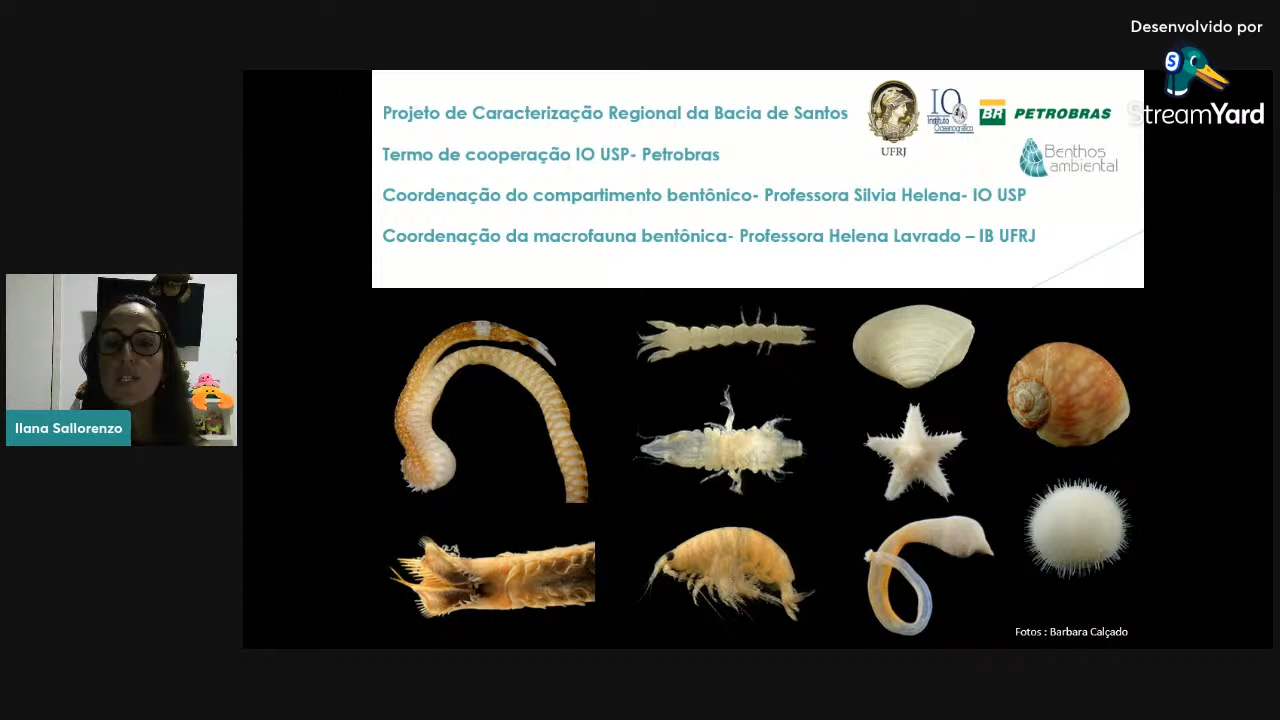 Desenvolvido por
StreamYard
Projeto de Caracterização Regional da Bacia de Santos
Termo de cooperação IO USP- Petrobras
Coordenação do compartimento bentônico- Professora Silvia Helena- IO USP
Coordenação da macrofauna bentônica- Professora Helena Lavrado – IB UFRJ
UFRJ
IO
Instituto
Oceanográfico
BR PETROBRAS
Benthos
ambiental
Ilana Sallorenzo
Fotos : Barbara Calçado